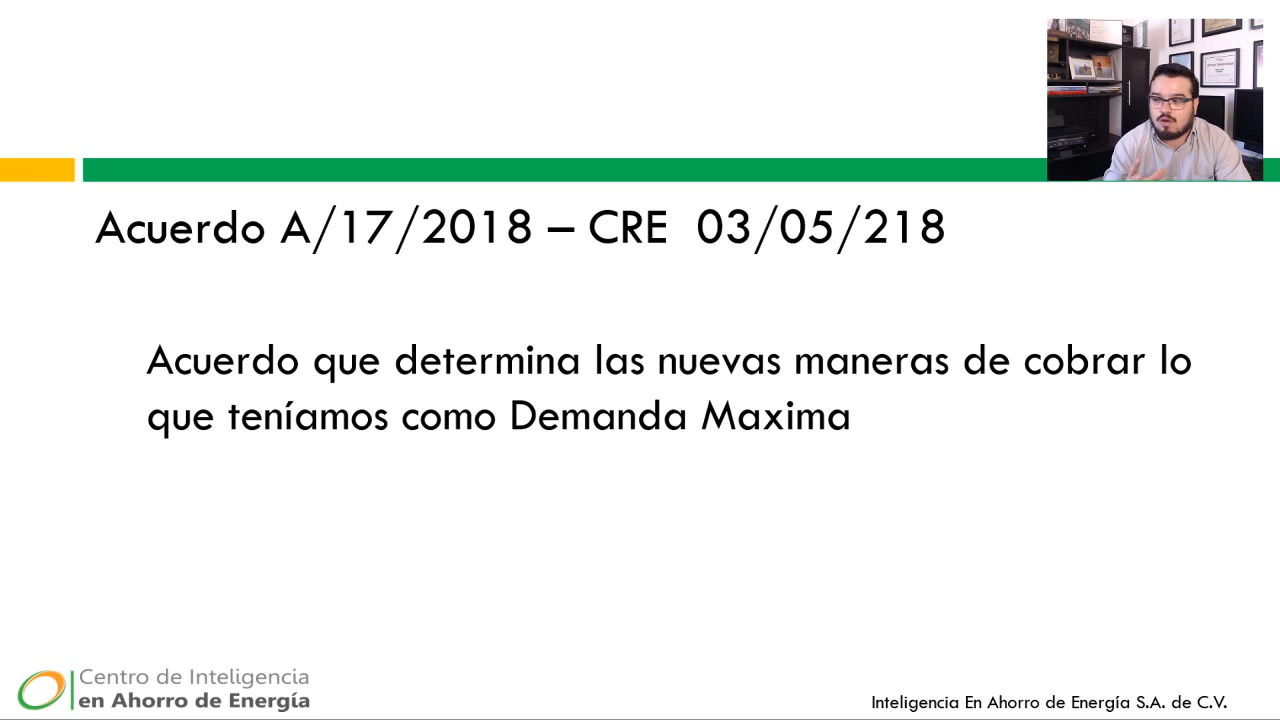 Acuerdo A/17/2018 – CRE 03/05/218
Acuerdo que determina las nuevas maneras de cobrar lo
que teníamos como Demanda Maxima
Centro de Inteligencia
en Ahorro de Energía
Inteligencia En Ahorro de Energía S.A. de C.V.